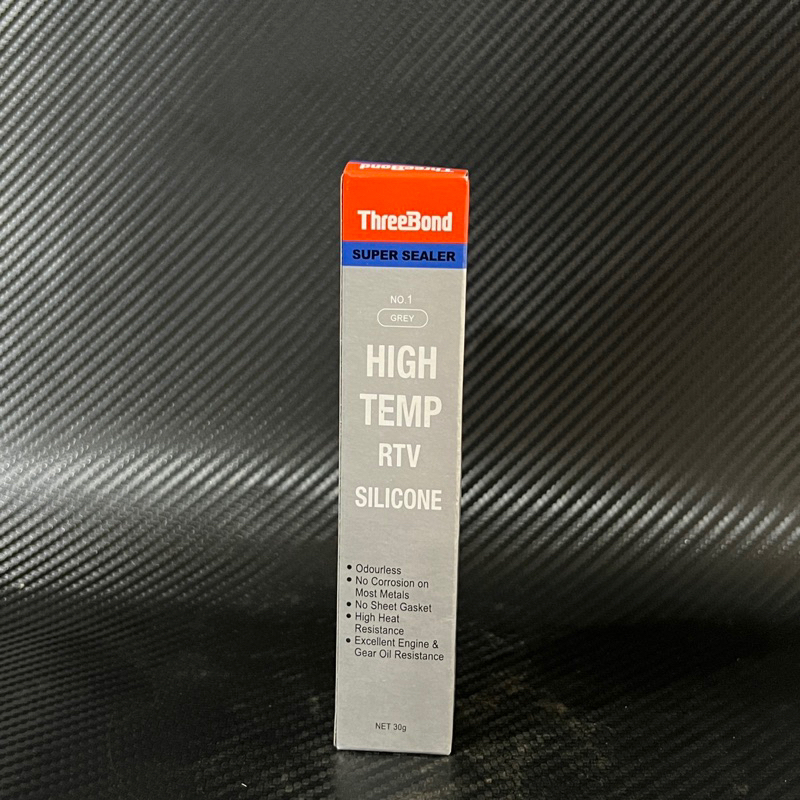 ThreeBond
ThreeBond
SUPER SEALER
NO.1
GREY
HIGH
TEMP
RTV
SILICONE
• Odourless
• No Corrosion on
Most Metals
• No Sheet Gasket
• High Heat
Resistance
• Excellent Engine &
Gear Oil Resistance
NET 30g